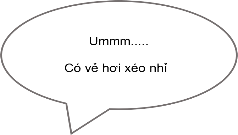 Ummm.....
Có vẻ hơi xéo nhỉ